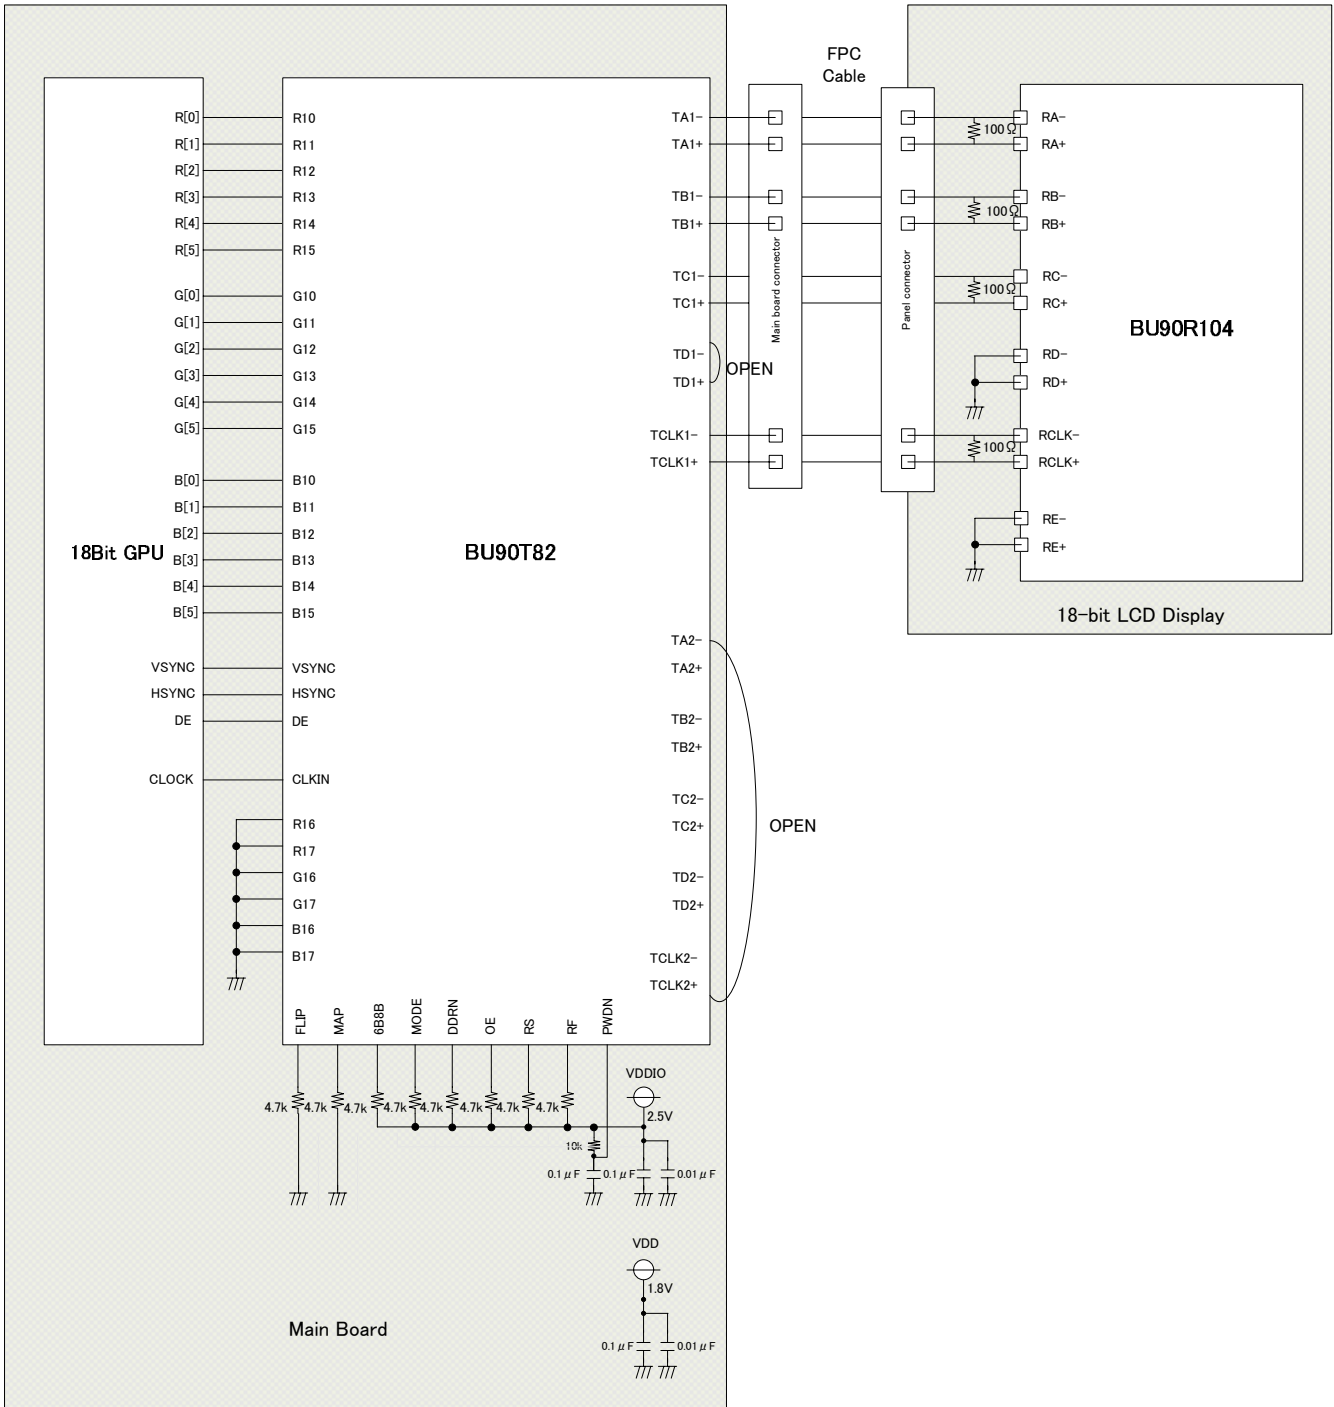 FPC
Cable
R[0]
R[1]
R[2]
R[3]
R[4]
R[5]
G[0]
G[1]
G[2]
G[3]
G[4]
G[5]
B[0]
B[1]
B[2]
B[3]
B[4]
B[5]
18Bit GPU
VSYNC
HSYNC
DE
CLOCK
R10
R11
R12
R13
R14
R15
G10
G11
G12
G13
G14
G15
B10
B11
B12
B13
B14
B15
VSYNC
HSYNC
DE
CLKIN
R16
R17
G16
G17
B16
B17
BU90T82
TA1-
TA1+
TB1-
TB1+
TC1-
TC1+
TD1-
TD1+
OPEN
TCLK1-
TCLK1+
TA2-
TA2+
TB2-
TB2+
TC2-
TC2+
TD2-
TD2+
TCLK2-
TCLK2+
OPEN
Main board connector
Panel connector
100Ω
100Ω
100Ω
100Ω
RA-
RA+
RB-
RB+
RC-
RC+
RD-
RD+
RCLK-
RCLK+
RE-
RE+
BU90R104
18-bit LCD Display
FLIP
MAP
6B8B
MODE
DDRN
OE
RS
RF
PWDN
4.7k
4.7k
4.7k
4.7k
4.7k
4.7k
4.7k
4.7k
VDDIO
2.5V
10k
0.1μF
0.1μF
0.01μF
VDD
1.8V
0.1μF
0.01μF
Main Board